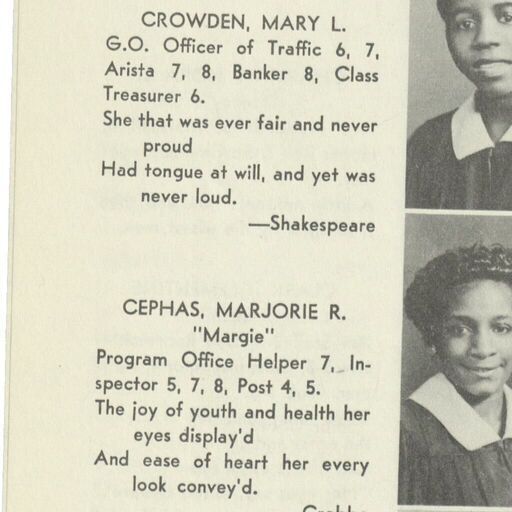 CROWDEN, MARY L.
G.O. Officer of Traffic 6, 7,
Arista 7, 8, Banker 8, Class
Treasurer 6.
She that was ever fair and never
proud
Had tongue at will, and yet was
never loud.
—Shakespeare
CEPHAS, MARJORIE R.
"Margie"
Program Office Helper 7, In-
spector 5, 7, 8, Post 4, 5.
The joy of youth and health her
eyes display'd
And ease of heart her every
look convey'd.